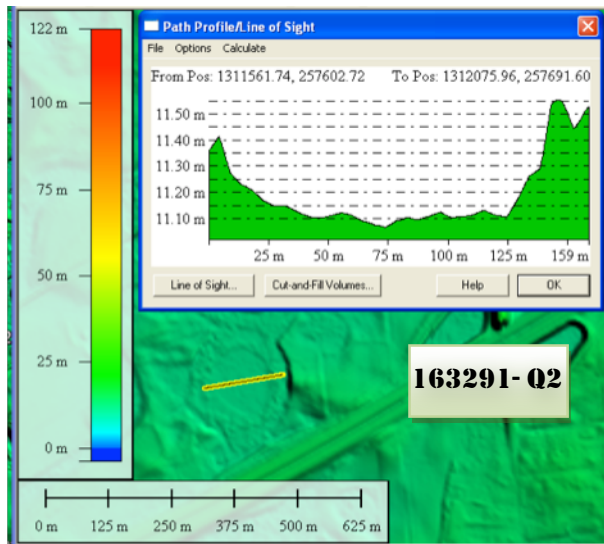 122 m
100 m
75 m
50 m
25 m
0 m
Path Profile/Line of Sight
File Options Calculate
From Pos: 1311561.74, 257602.72 To Pos: 1312075.96, 257691.60
11.50 m
11.40 m
11.30 m
11.20 m
11.10 m
25 m 50 m 75 m 100 m 125 m 159 m
Line of Sight... Cut-and-Fill Volumes... Help OK
163291- Q2
0 m 125 m 250 m 375 m 500 m 625 m